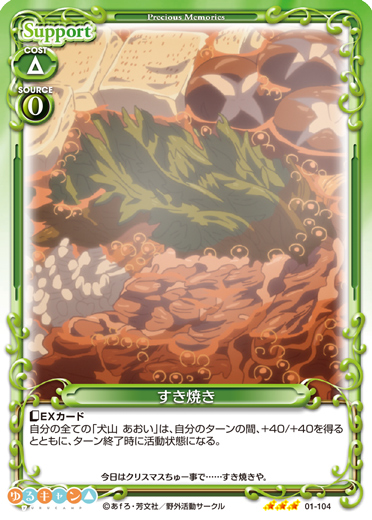 Precious Memories
Support
COST
SOURCE
0
すき焼き
EXカード
自分の全ての「犬山 あおい」は、自分のターンの間、+40/+40を得る
とともに、ターン終了時に活動状態になる。
今日はクリスマスちゅー事で……すき焼きや。
ゆるキャン△
©あfろ・芳文社／野外活動サークル
01-104